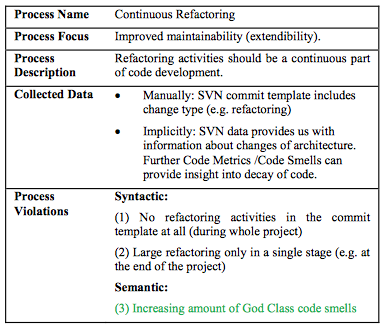 Process Name Continuous Refactoring
Process Focus Improved maintainability (extendibility).
Process Refactoring activities should be a continuous part
Description of code development.
Collected Data • Manually: SVN commit template includes
change type (e.g. refactoring)
• Implicitly: SVN data provides us with
information about changes of architecture.
Further Code Metrics /Code Smells can
provide insight into decay of code.
Process Syntactic:
Violations
(1) No refactoring activities in the commit
template at all (during whole project)
(2) Large refactoring only in a single stage (e.g. at
the end of the project)
Semantic:
(3) Increasing amount of God Class code smells